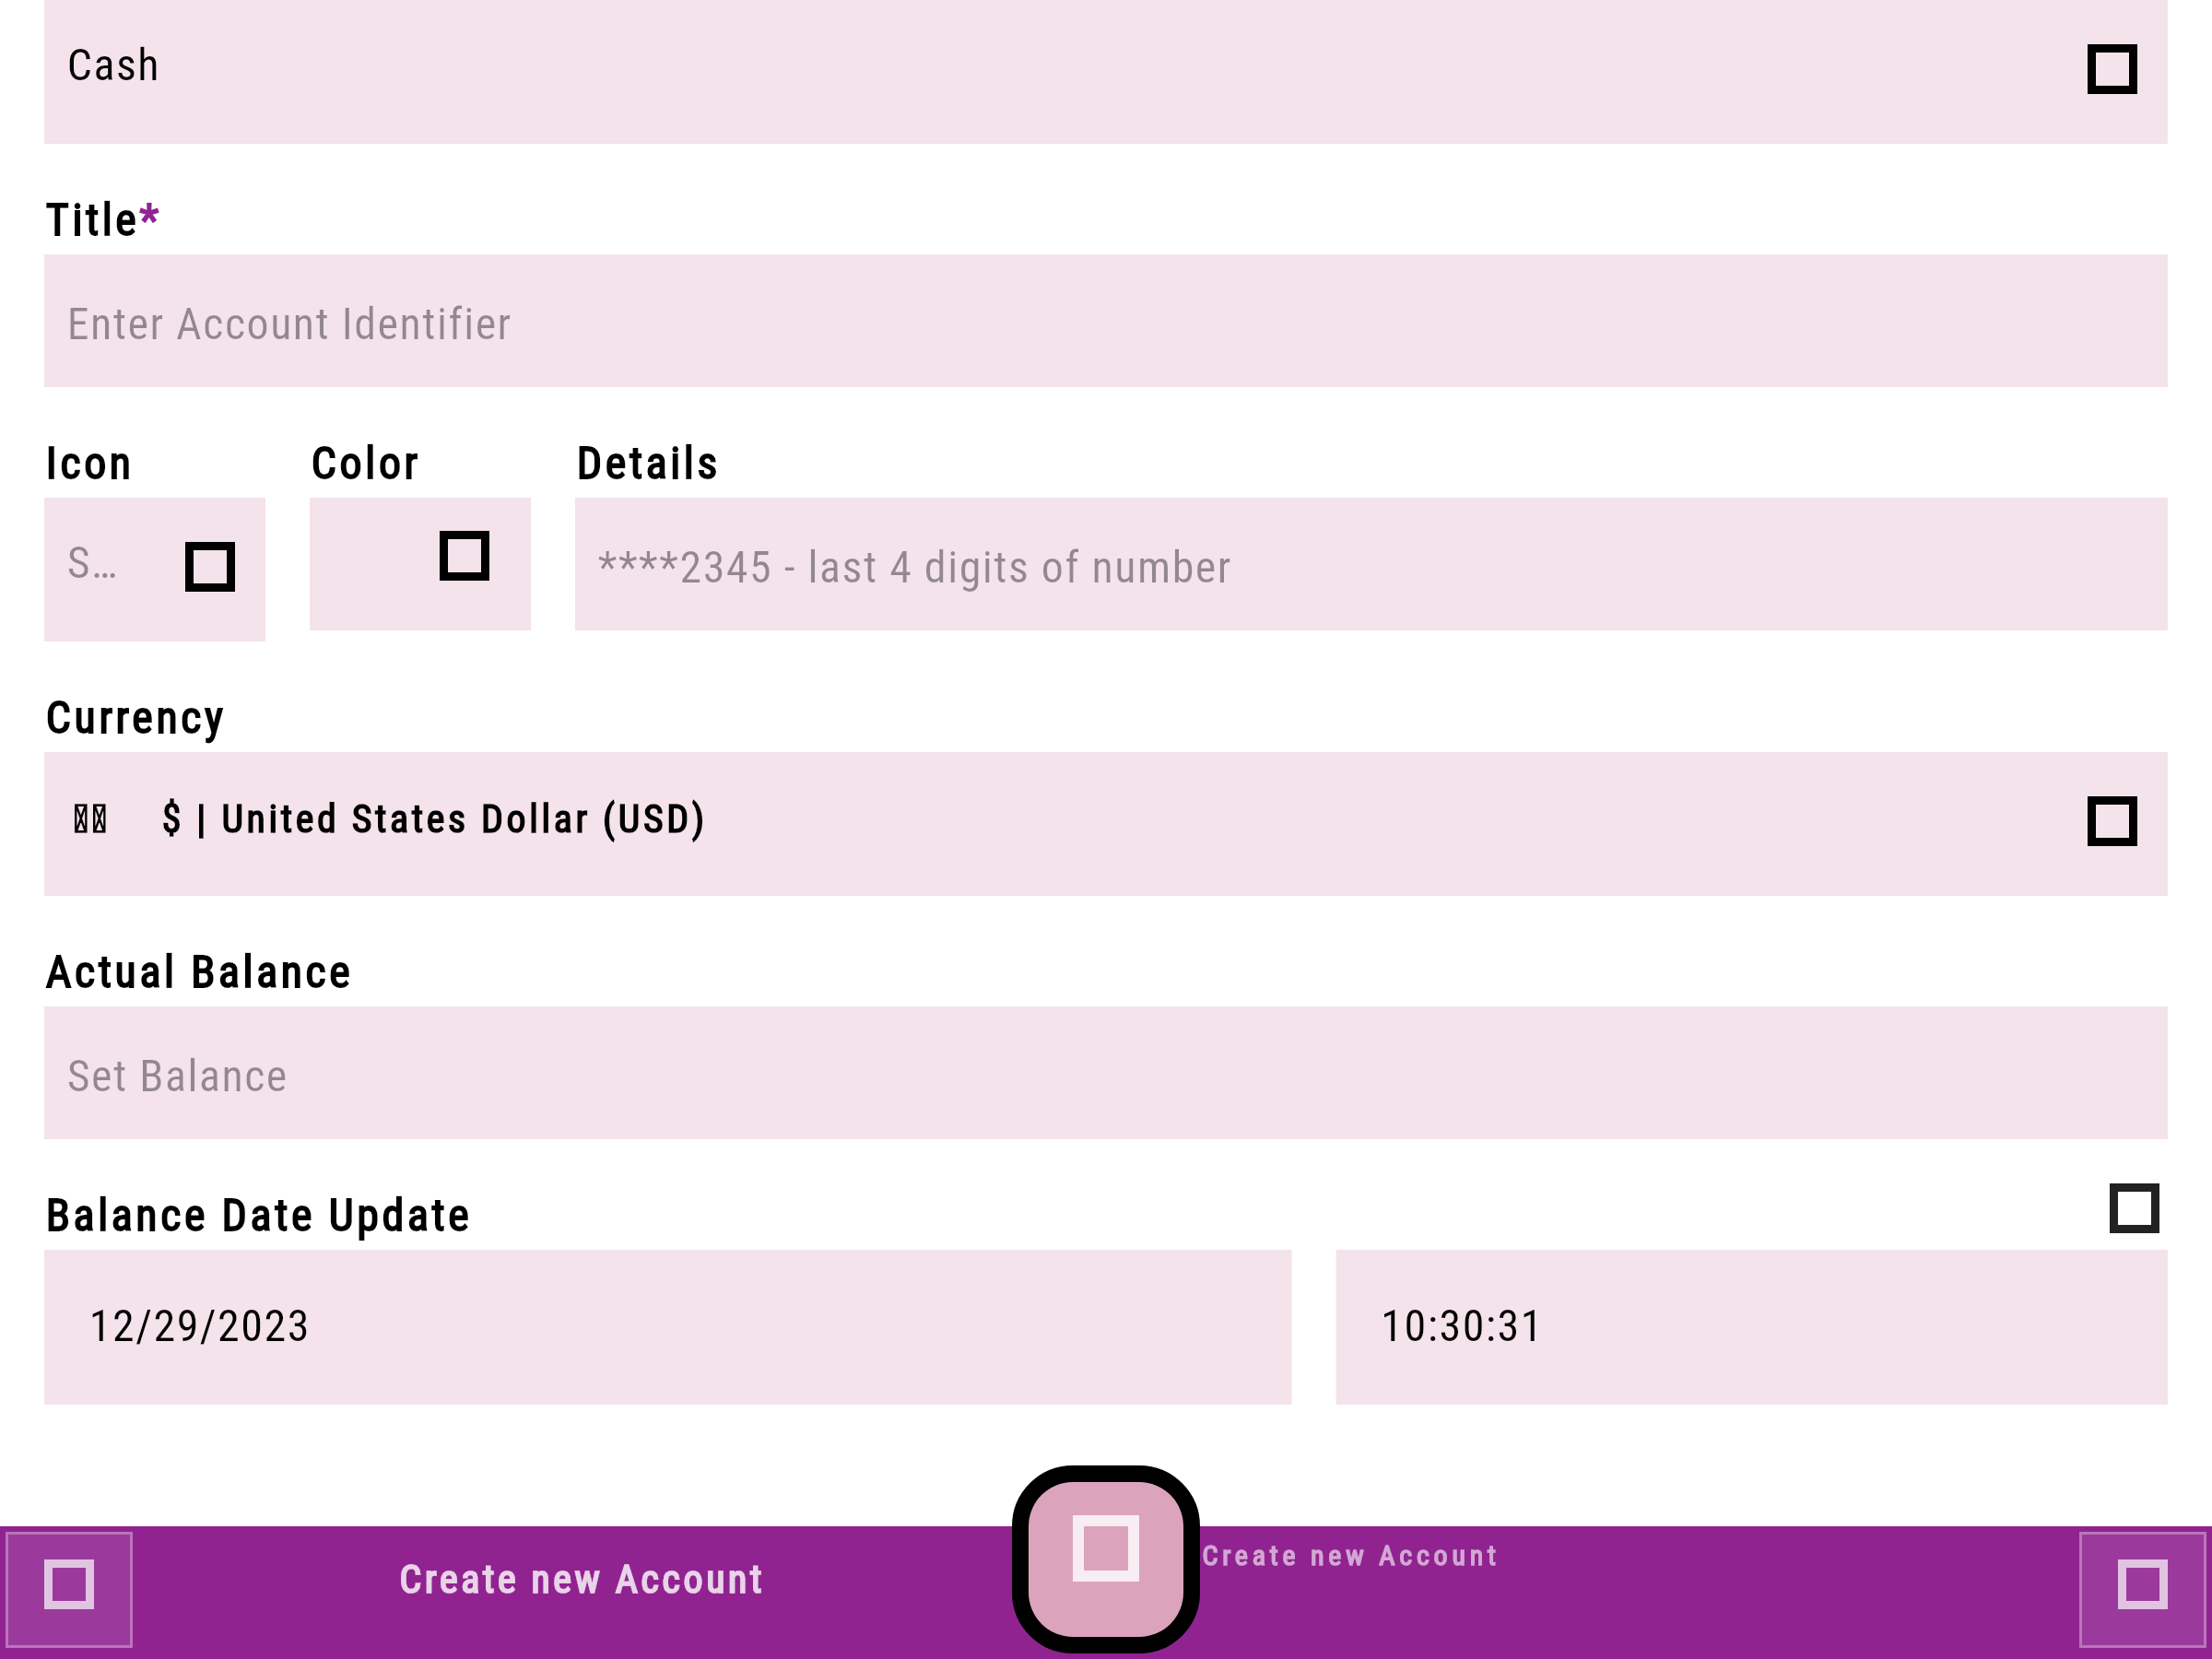 Cash
Title*
Enter Account Identifier
Icon Color Details
S… ****2345 - last 4 digits of number
Currency
$ | United States Dollar (USD)
Actual Balance
Set Balance
Balance Date Update
12/29/2023 10:30:31
Create new Account Create new Account